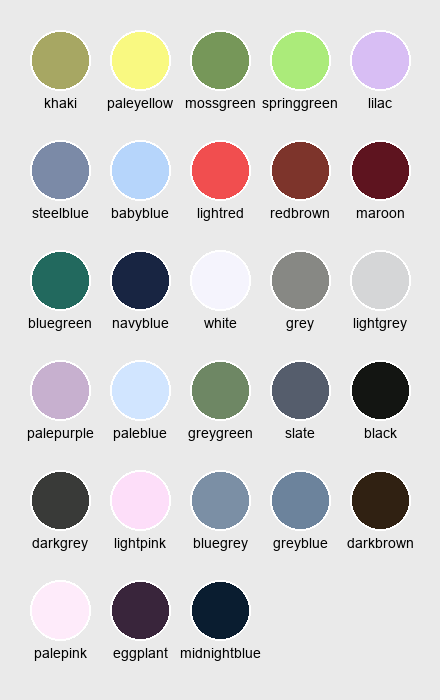 khaki paleyellow mossgreen springgreen lilac
steelblue babyblue lightred redbrown maroon
bluegreen navyblue white grey lightgrey
palepurple paleblue greygreen slate black
darkgrey lightpink bluegrey greyblue darkbrown
palepink eggplant midnightblue